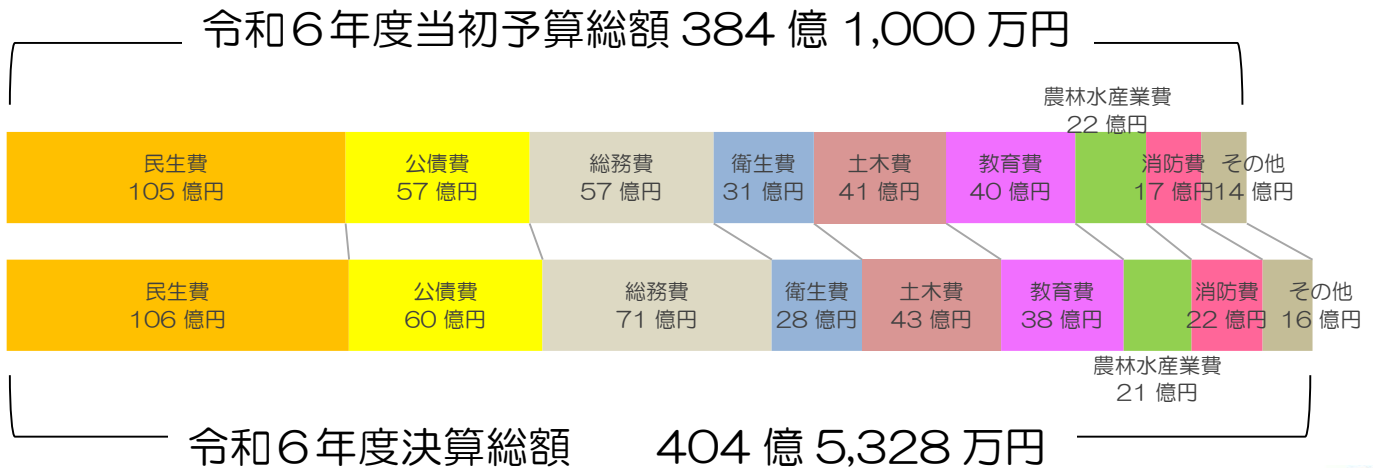 令和６年度当初予算総額 384 億 1,000 万円
農林水産業費
22 億円
民生費
105 億円
公債費
57 億円
総務費
57 億円
衛生費
31 億円
土木費
41 億円
教育費
40 億円
消防費
17 億円
その他
14 億円
民生費
106 億円
公債費
60 億円
総務費
71 億円
衛生費
28 億円
土木費
43 億円
教育費
38 億円
消防費
22 億円
その他
16 億円
農林水産業費
21 億円
令和６年度決算総額 404 億 5,328 万円